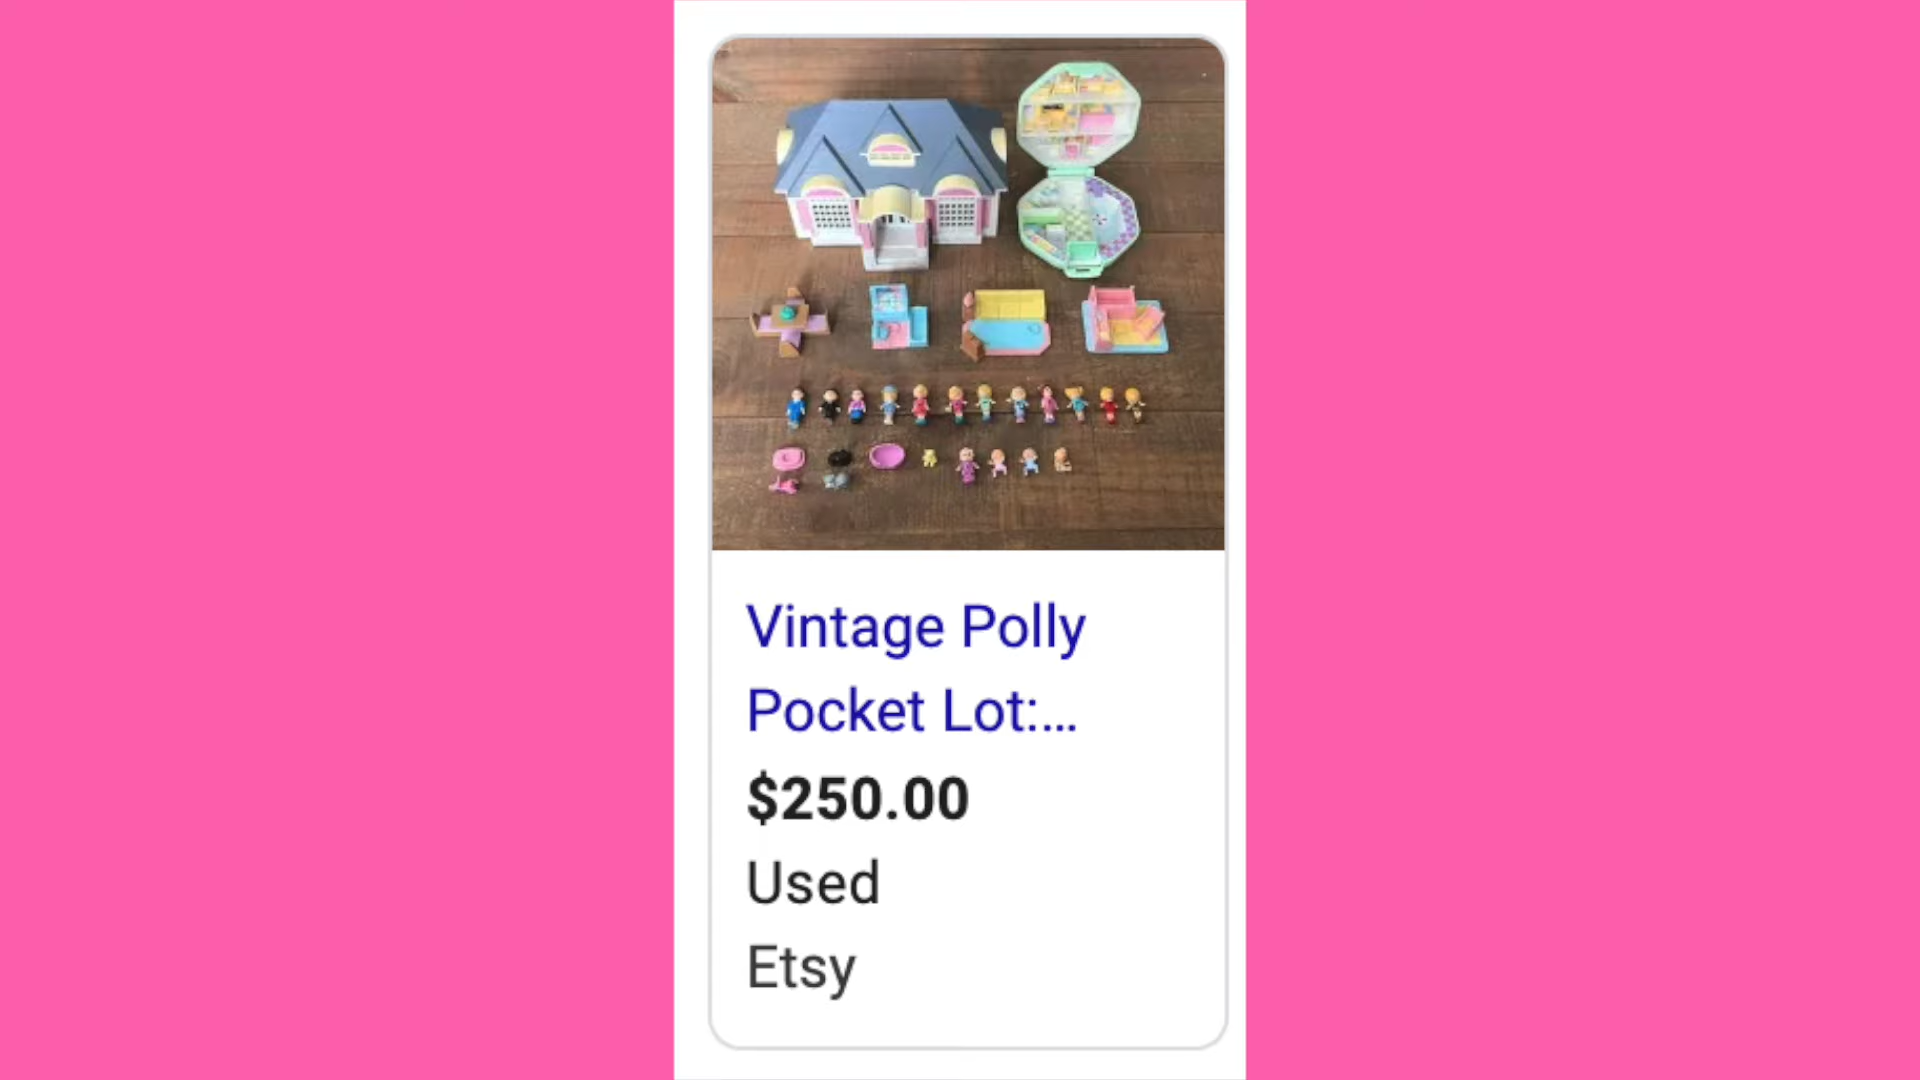 Vintage Polly
Pocket Lot:...
$250.00
Used
Etsy